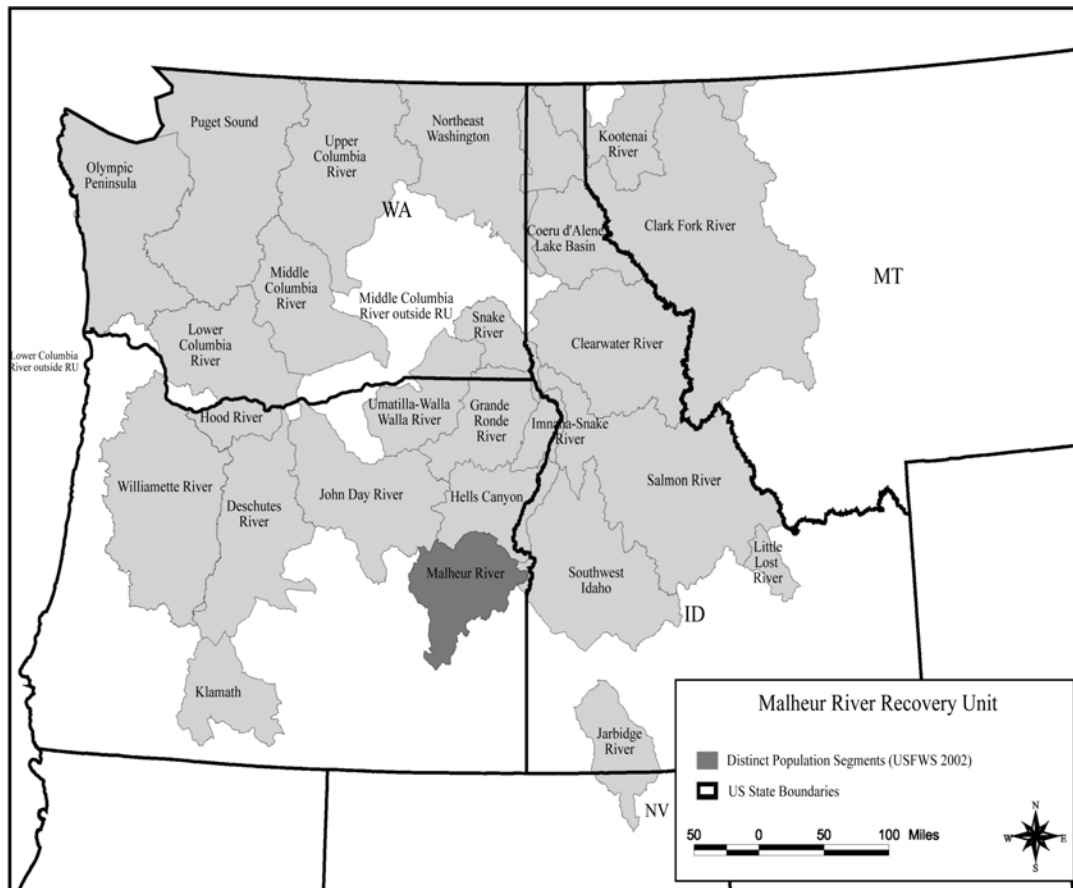 Puget Sound
Northeast
Washington
Upper
Columbia
River
Kootenai
River
Olympic
Peninsula
WA
Coeru d'Alene
Lake Basin
Clark Fork River
MT
Middle
Columbia
River
Middle Columbia
River outside RU
Snake
River
Lower
Columbia
River
Clearwater River
Lower Columbia
River outside RU
Umatilla-Walla
Walla River
Grande
Ronde
River
Hood River
Imnaha-Snake
River
Williamette River
Deschutes
River
John Day River
Hells Canyon
Salmon River
Malheur River
Southwest
Idaho
Little
Lost
River
ID
Klamath
Jarbidge
River
NV
Malheur River Recovery Unit
Distinct Population Segments (USFWS 2002)
US State Boundaries
50 0 50 100 Miles
N
W E
S